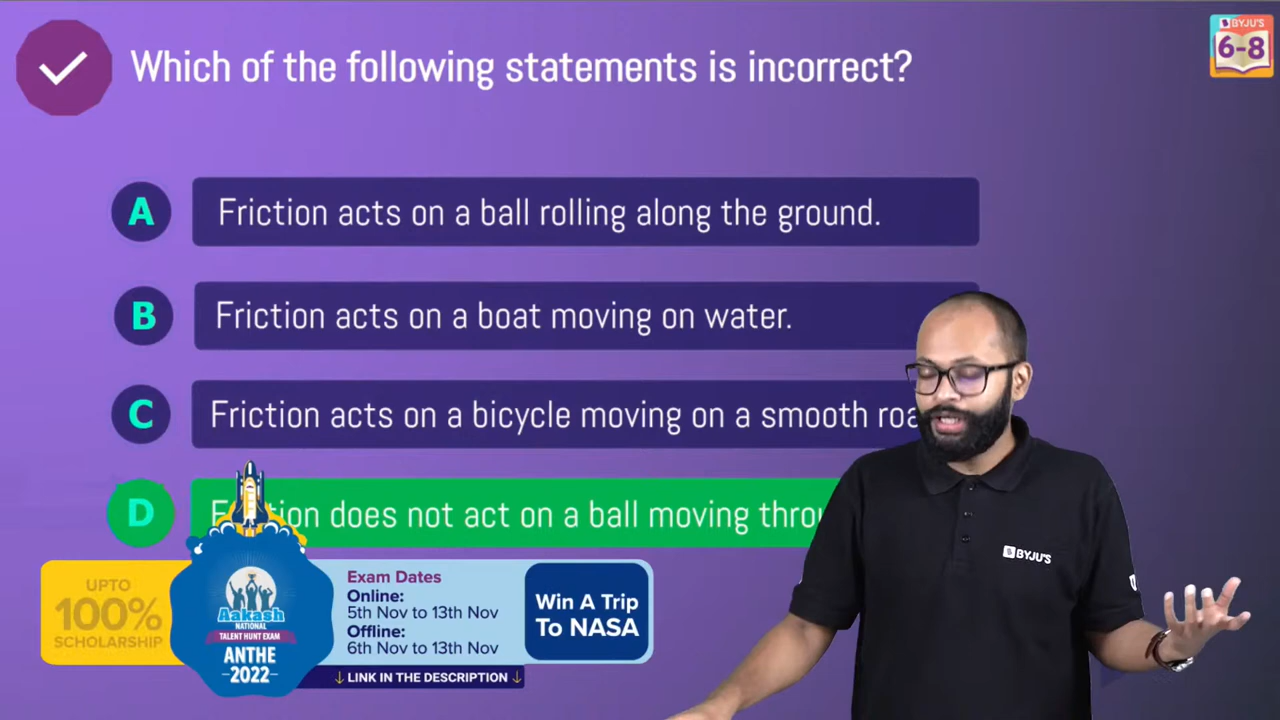 Which of the following statements is incorrect?
BYJU'S
6-8
A
Friction acts on a ball rolling along the ground.
B
Friction acts on a boat moving on water.
C
Friction acts on a bicycle moving on a smooth
D
does not act on a ball moving
UPTO
100%
SCHOLARSHIP
Aakash
NATIONAL
TALENT HUNT EXAM
ANTHE
2022
Exam Dates
Online:
5th Nov to 13th Nov
Offline:
6th Nov to 13th Nov
↓ LINK IN THE DESCRIPTION ↓
Win A Trip
To NASA
BYJU'S